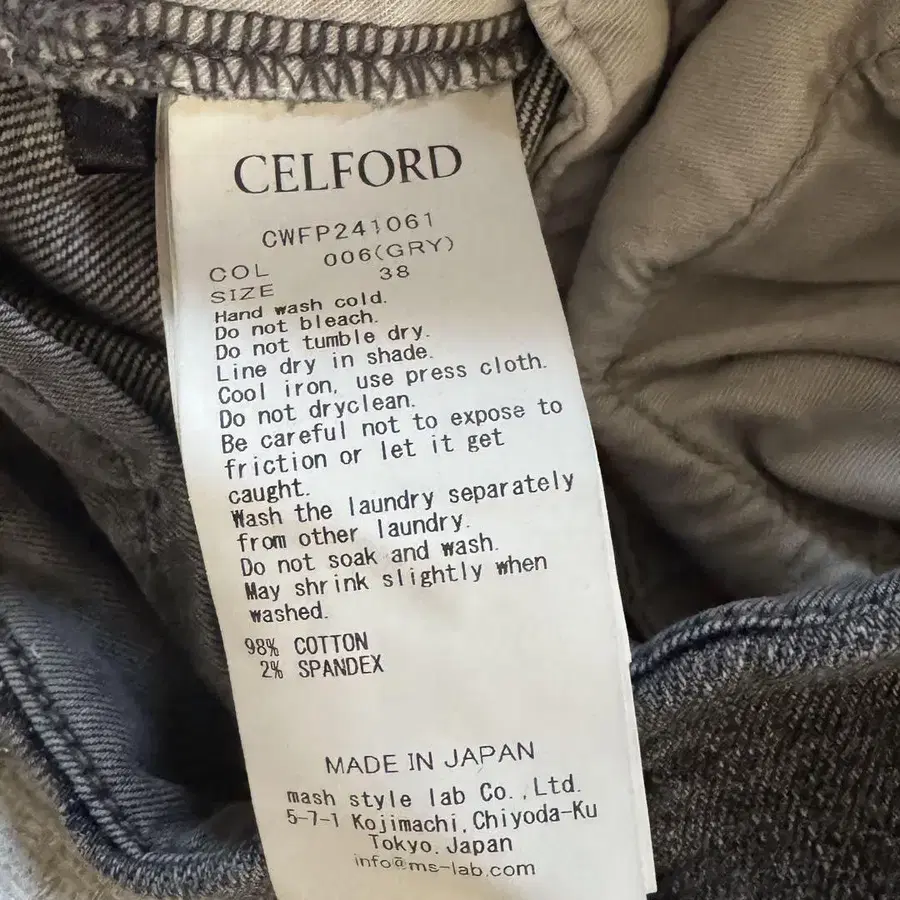 CELFORD
CWFP241061
COL 006(GRY)
SIZE 38
Hand wash cold.
Do not bleach.
Do not tumble dry.
Line dry in shade.
Cool iron, use press cloth.
Do not dryclean.
Be careful not to expose to
friction or let it get
caught.
Wash the laundry separately
from other laundry.
Do not soak and wash.
May shrink slightly when
washed.
98% COTTON
2% SPANDEX
MADE IN JAPAN
mash style lab Co.,Ltd.
5-7-1 Kojimachi,Chiyoda-Ku
Tokyo.Japan
info@ms-lab.com